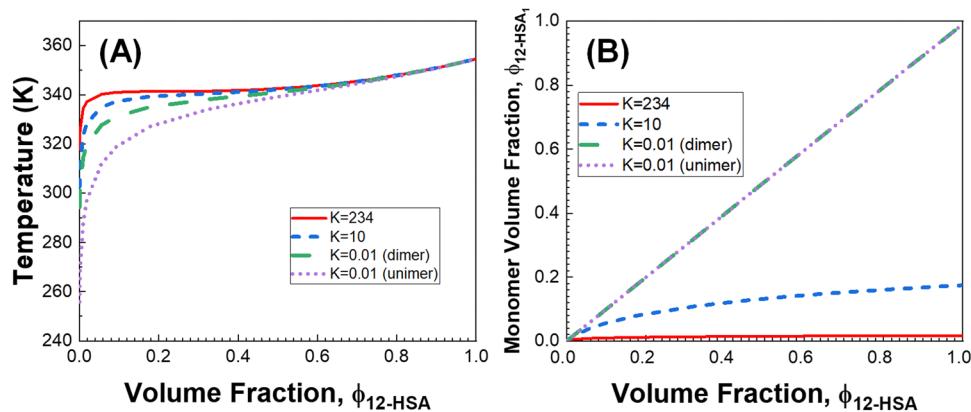 (A)
Temperature (K)
360
340
320
300
280
260
240
K=234
K=10
K=0.01 (dimer)
K=0.01 (unimer)
0.0 0.2 0.4 0.6 0.8 1.0
Volume Fraction, ϕ12-HSA
(B)
Monomer Volume Fraction, ϕ12-HSA1
1.0
0.8
0.6
0.4
0.2
0.0
K=234
K=10
K=0.01 (dimer)
K=0.01 (unimer)
0.0 0.2 0.4 0.6 0.8 1.0
Volume Fraction, ϕ12-HSA